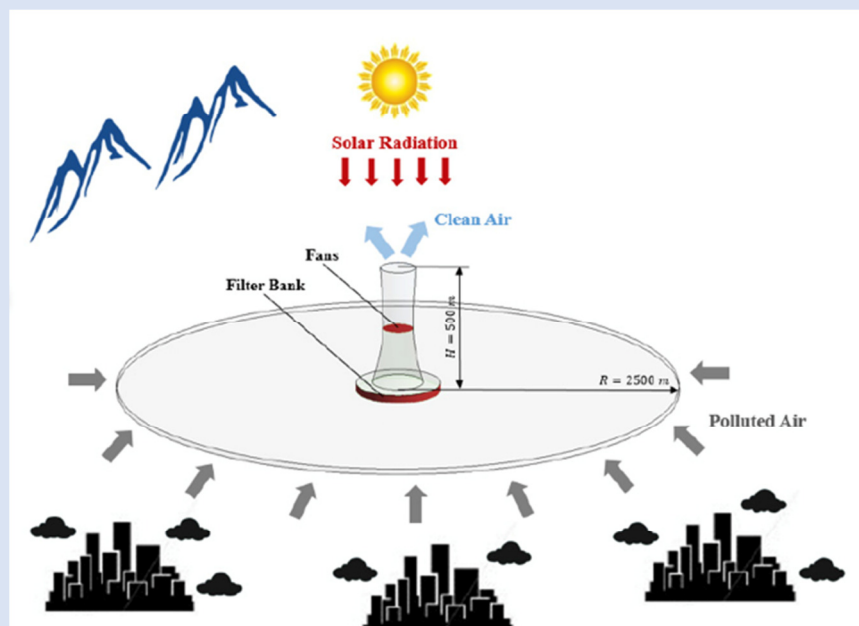 Solar Radiation
Clean Air
Fans
Filter Bank
H = 500 m
R = 2500 m
Polluted Air